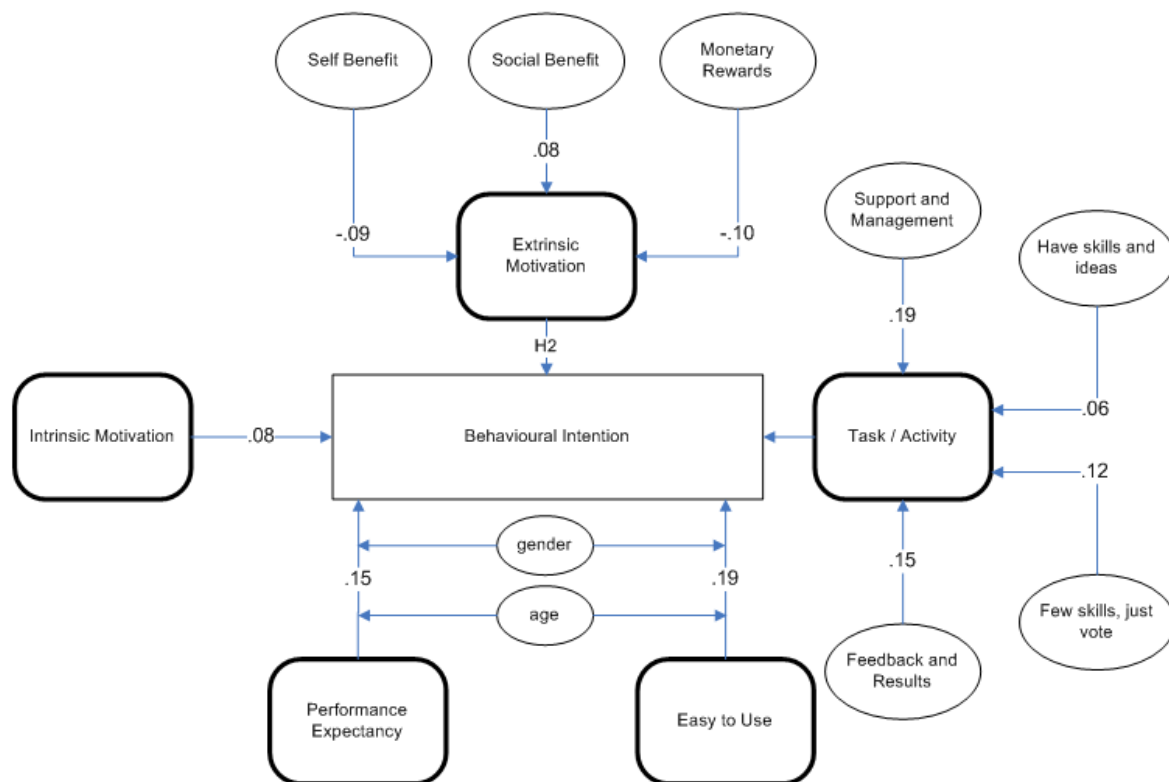 Self Benefit
Social Benefit
Monetary
Rewards
.08
Support and
Management
Have skills and
ideas
-.09
Extrinsic
Motivation
-.10
.19
H2
.06
Intrinsic Motivation
.08
Behavioural Intention
Task / Activity
.12
gender
.15
.19
.15
age
Few skills, just
vote
Feedback and
Results
Performance
Expectancy
Easy to Use